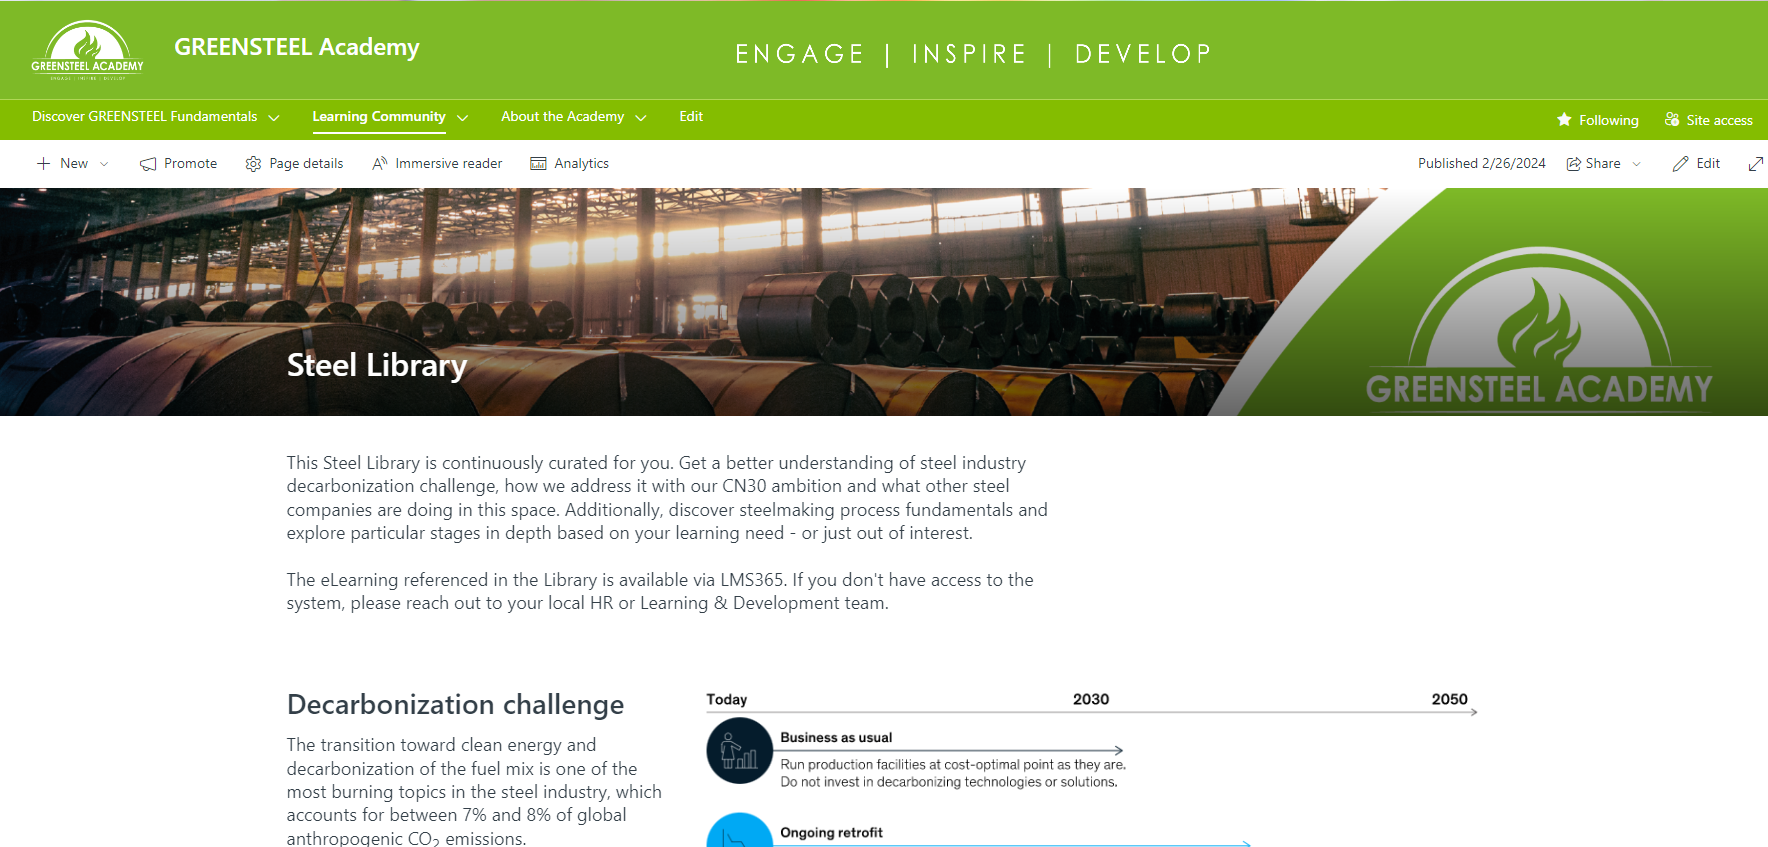 GREENSTEEL ACADEMY
ENGAGE | INSPIRE | DEVELOP
GREENSTEEL Academy
ENGAGE | INSPIRE | DEVELOP
Discover GREENSTEEL Fundamentals
Learning Community
About the Academy
Edit
Following
Site access
New
Promote
Page details
Immersive reader
Analytics
Published 2/26/2024
Share
Edit
Steel Library
GREENSTEEL ACADEMY
This Steel Library is continuously curated for you. Get a better understanding of steel industry
decarbonization challenge, how we address it with our CN30 ambition and what other steel
companies are doing in this space. Additionally, discover steelmaking process fundamentals and
explore particular stages in depth based on your learning need - or just out of interest.
The eLearning referenced in the Library is available via LMS365. If you don't have access to the
system, please reach out to your local HR or Learning & Development team.
Decarbonization challenge
The transition toward clean energy and
decarbonization of the fuel mix is one of the
most burning topics in the steel industry, which
accounts for between 7% and 8% of global
anthropogenic CO₂ emissions.
Today
2030
2050
Business as usual
Run production facilities at cost-optimal point as they are.
Do not invest in decarbonizing technologies or solutions.
Ongoing retrofit